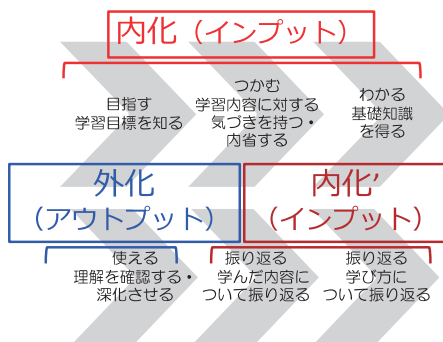 内化（インプット）
目指す
学習目標を知る
つかむ
学習内容に対する
気づきを持つ・
内省する
わかる
基礎知識
を得る
外化
（アウトプット）
内化’
（インプット）
使える
理解を確認する・
深化させる
振り返る
学んだ内容に
ついて振り返る
振り返る
学び方に
ついて振り返る